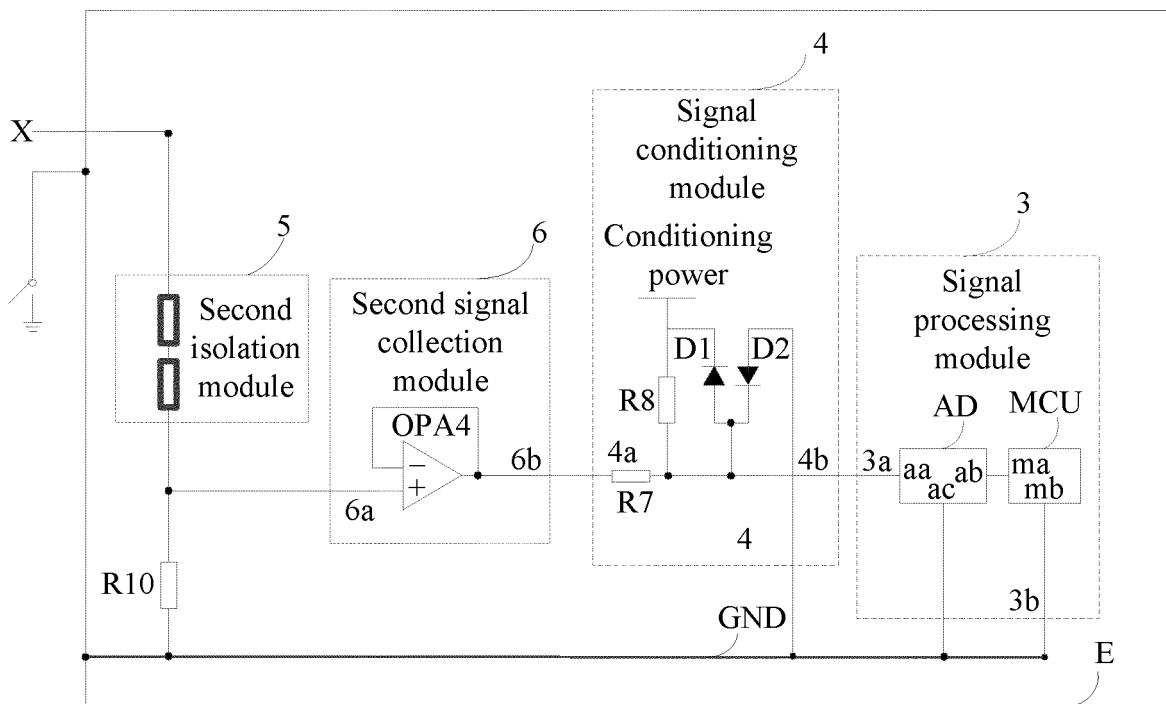 4
X
Signal
conditioning
module
3
5
6
Conditioning
power
Signal
processing
module
Second
isolation
module
Second signal
collection
module
D1
D2
R8
AD
MCU
OPA4
−
+
6b
4a
4b
3a
aa
ab
ac
ma
mb
6a
R7
4
R10
3b
GND
E